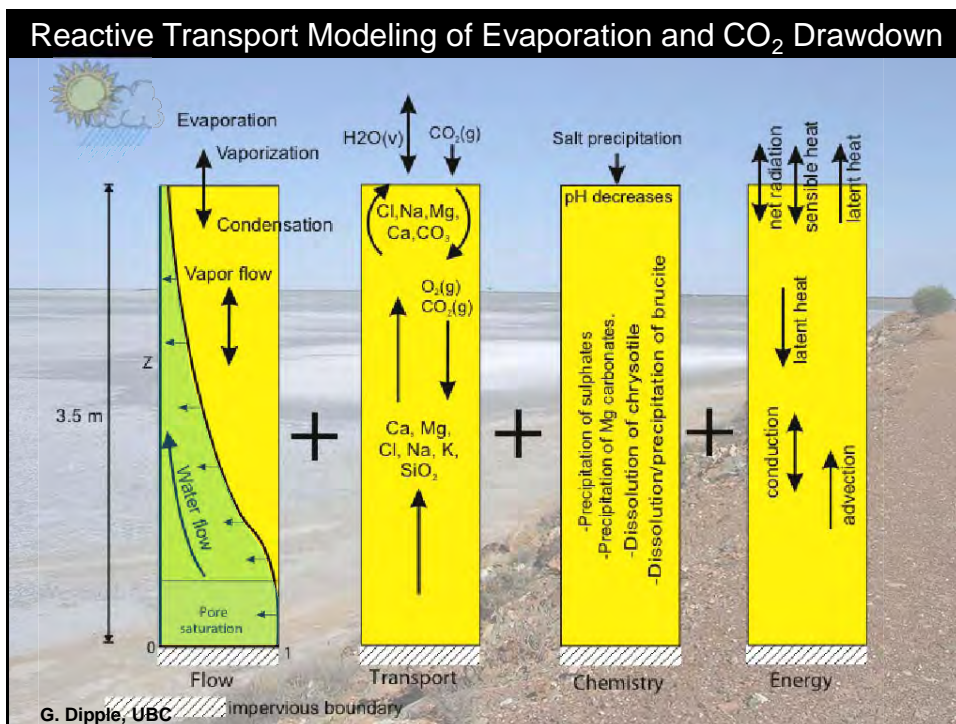 Reactive Transport Modeling of Evaporation and CO₂ Drawdown
Evaporation
Vaporization
Condensation
Vapor flow
Z
3.5 m
Water flow
Pore
saturation
0
1
Flow
H2O(v)
CO₂(g)
Cl,Na,Mg,
Ca,CO₃
O₂(g)
CO₂(g)
Ca, Mg,
Cl, Na, K,
SiO₂
Transport
Salt precipitation
pH decreases
-Precipitation of sulphates
-Precipitation of Mg carbonates,
-Dissolution of chrysotile
-Dissolution/precipitation of brucite
Chemistry
net radiation
sensible heat
latent heat
latent heat
conduction
advection
Energy
impervious boundary
G. Dipple, UBC